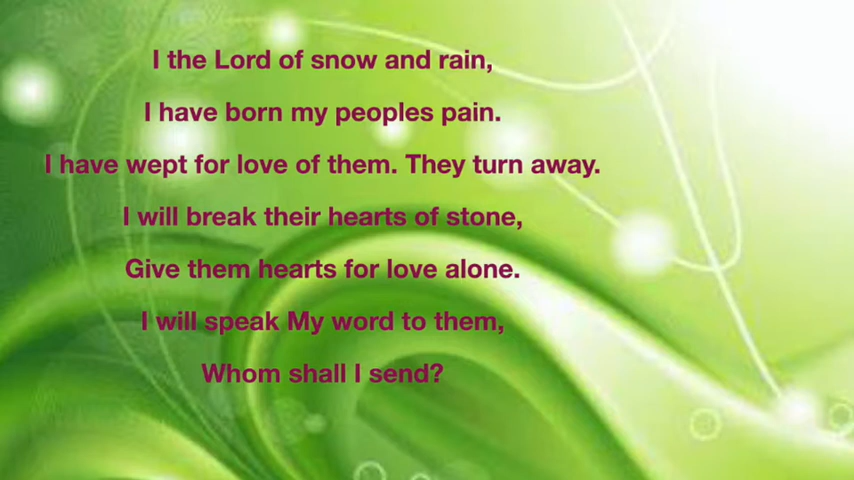 I the Lord of snow and rain,
I have born my peoples pain.
I have wept for love of them. They turn away.
I will break their hearts of stone,
Give them hearts for love alone.
I will speak My word to them,
Whom shall I send?